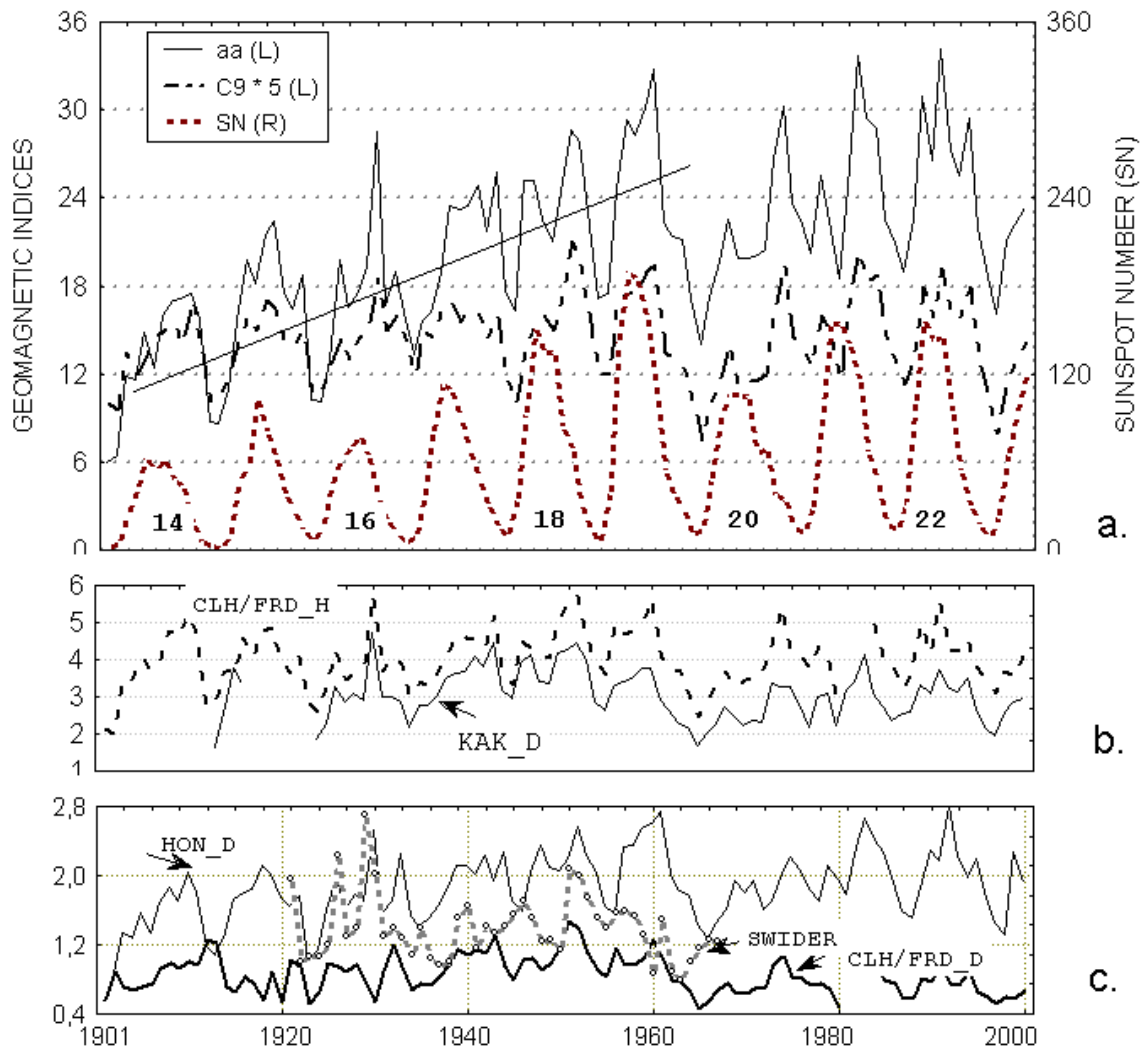 36
30
24
18
12
6
0
GEOMAGNETIC INDICES
aa (L)
C9 * 5 (L)
SN (R)
14
16
18
20
22
360
240
120
0
SUNSPOT NUMBER (SN)
a.
6
5
4
3
2
1
CLH/FRD_H
KAK_D
b.
2,8
2,0
1,2
0,4
HON_D
SWIDER
CLH/FRD_D
c.
1901
1920
1940
1960
1980
2000